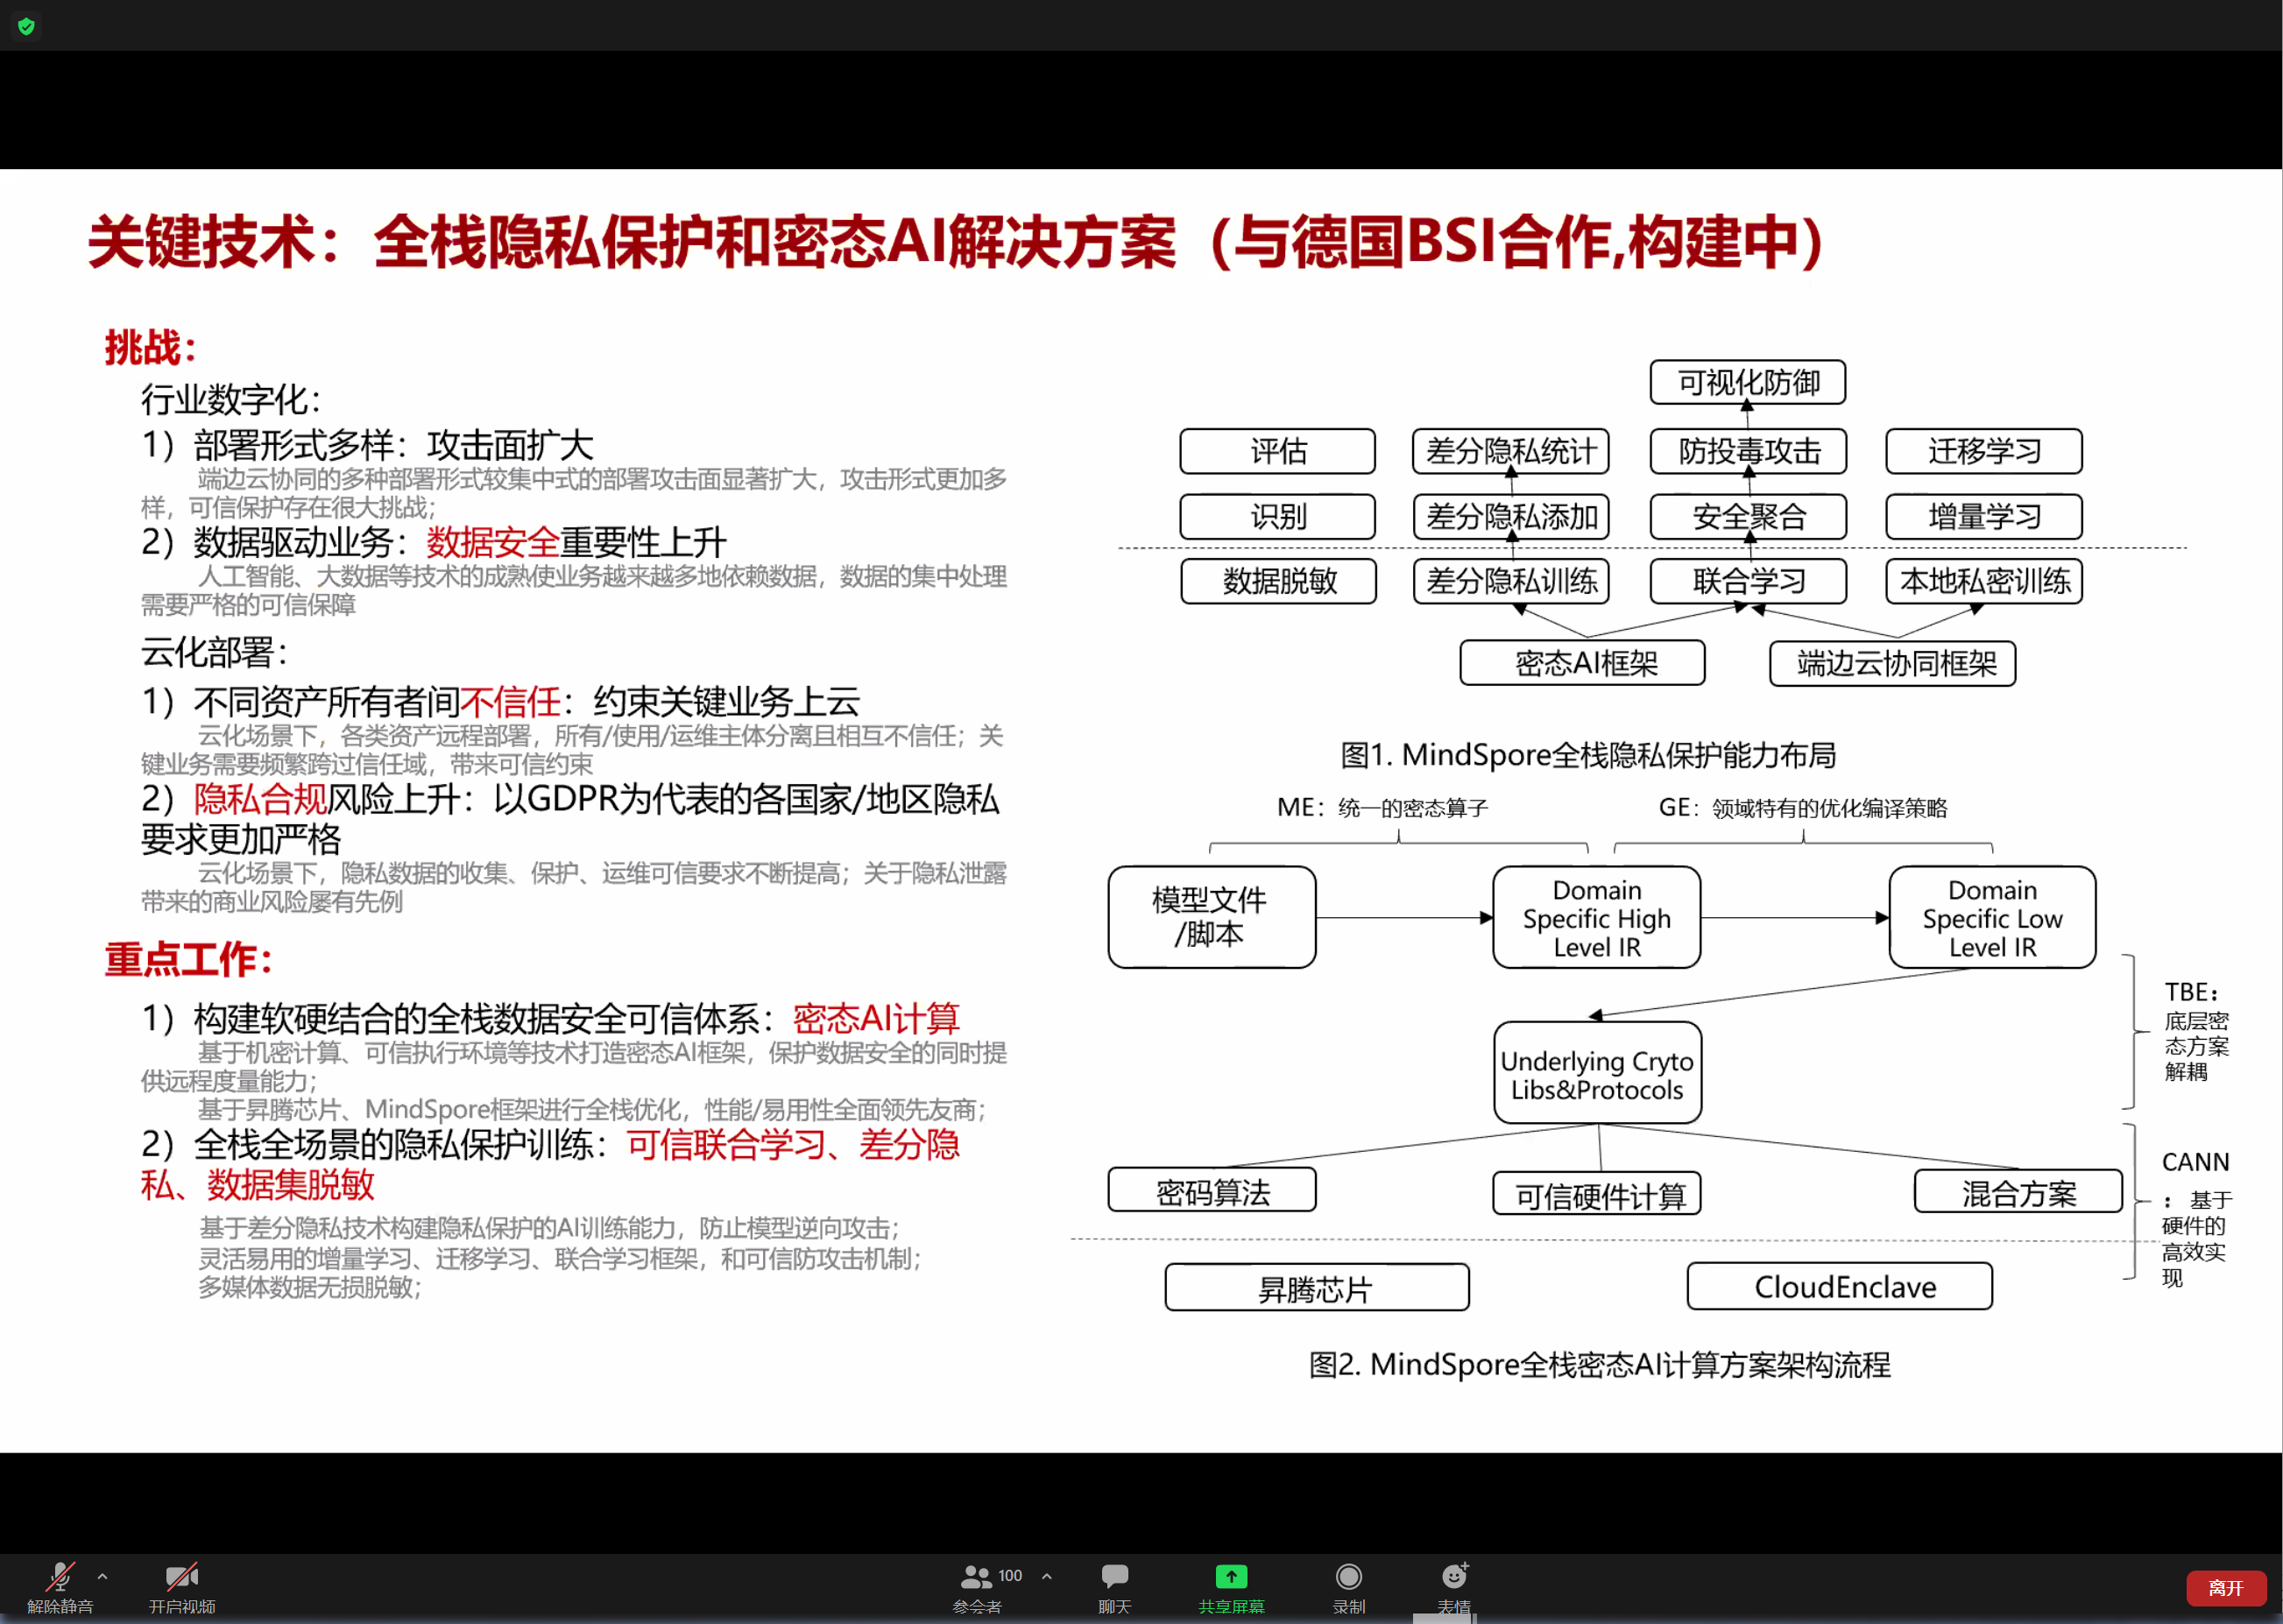 关键技术：全栈隐私保护和密态AI解决方案（与德国BSI合作,构建中）
挑战：
行业数字化：
1）部署形式多样：攻击面扩大
端边云协同的多种部署形式较集中式的部署攻击面显著扩大，攻击形式更加多
样，可信保护存在很大挑战；
2）数据驱动业务：数据安全重要性上升
人工智能、大数据等技术的成熟使业务越来越多地依赖数据，数据的集中处理
需要严格的可信保障
云化部署：
1）不同资产所有者间不信任：约束关键业务上云
云化场景下，各类资产远程部署，所有/使用/运维主体分离且相互不信任；关
键业务需要频繁跨过信任域，带来可信约束
2）隐私合规风险上升：以GDPR为代表的各国家/地区隐私
要求更加严格
云化场景下，隐私数据的收集、保护、运维可信要求不断提高；关于隐私泄露
带来的商业风险屡有先例
重点工作：
1）构建软硬结合的全栈数据安全可信体系：密态AI计算
基于机密计算、可信执行环境等技术打造密态AI框架，保护数据安全的同时提
供远程度量能力；
基于昇腾芯片、MindSpore框架进行全栈优化，性能/易用性全面领先友商；
2）全栈全场景的隐私保护训练：可信联合学习、差分隐
私、数据集脱敏
基于差分隐私技术构建隐私保护的AI训练能力，防止模型逆向攻击；
灵活易用的增量学习、迁移学习、联合学习框架，和可信防攻击机制；
多媒体数据无损脱敏；
可视化防御
评估
差分隐私统计
防投毒攻击
迁移学习
识别
差分隐私添加
安全聚合
增量学习
数据脱敏
差分隐私训练
联合学习
本地私密训练
密态AI框架
端边云协同框架
图1. MindSpore全栈隐私保护能力布局
ME：统一的密态算子
GE：领域特有的优化编译策略
模型文件
/脚本
Domain
Specific High
Level IR
Domain
Specific Low
Level IR
TBE：
底层密
态方案
解耦
Underlying Cryto
Libs&Protocols
密码算法
可信硬件计算
混合方案
CANN
：基于
硬件的
高效实
现
昇腾芯片
CloudEnclave
图2. MindSpore全栈密态AI计算方案架构流程
解除静音
开启视频
100
参会者
聊天
共享屏幕
录制
表情
离开